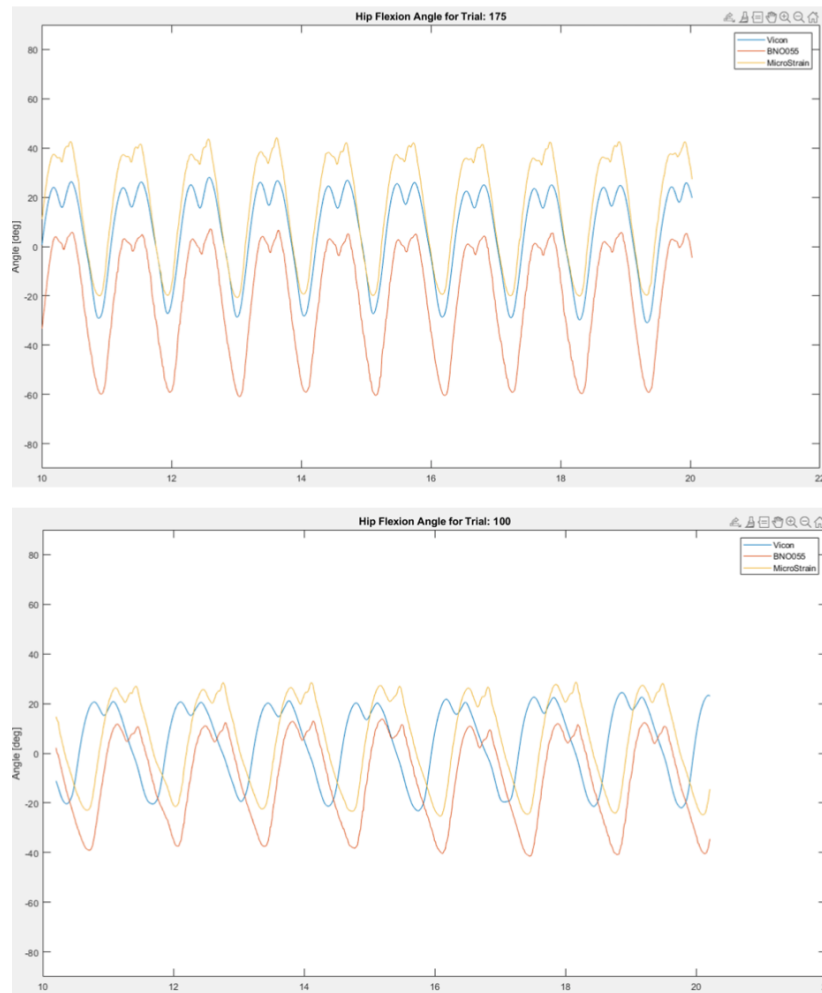 Hip Flexion Angle for Trial: 175
Vicon
BNO055
MicroStrain
80
60
40
20
0
-20
-40
-60
-80
Angle [deg]
10 12 14 16 18 20 22
Hip Flexion Angle for Trial: 100
Vicon
BNO055
MicroStrain
80
60
40
20
0
-20
-40
-60
-80
Angle [deg]
10 12 14 16 18 20